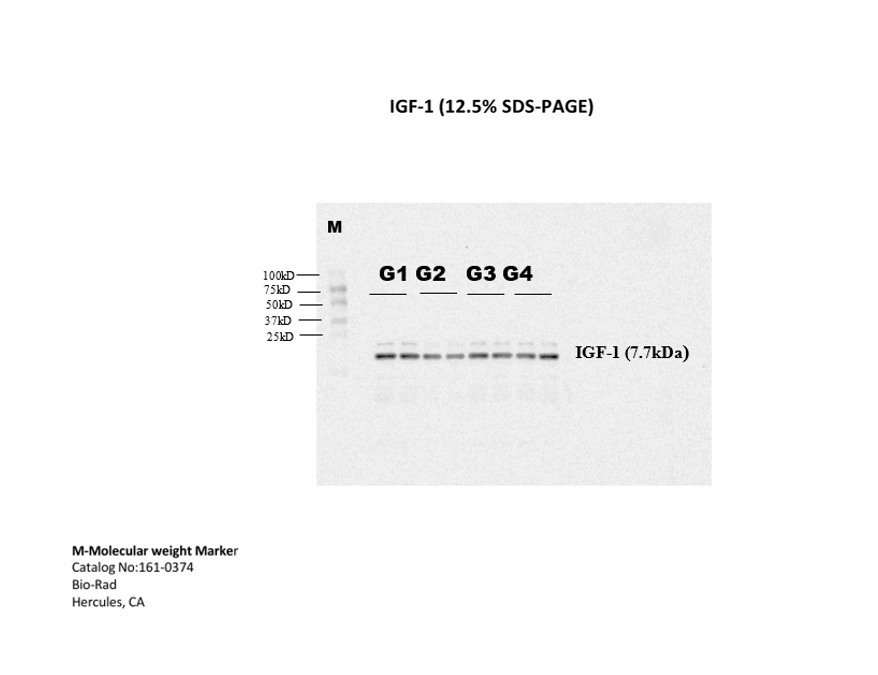 IGF-1 (12.5% SDS-PAGE)
M
G1 G2 G3 G4
100kD
75kD
50kD
37kD
25kD
IGF-1 (7.7kDa)
M-Molecular weight Marker
Catalog No:161-0374
Bio-Rad
Hercules, CA